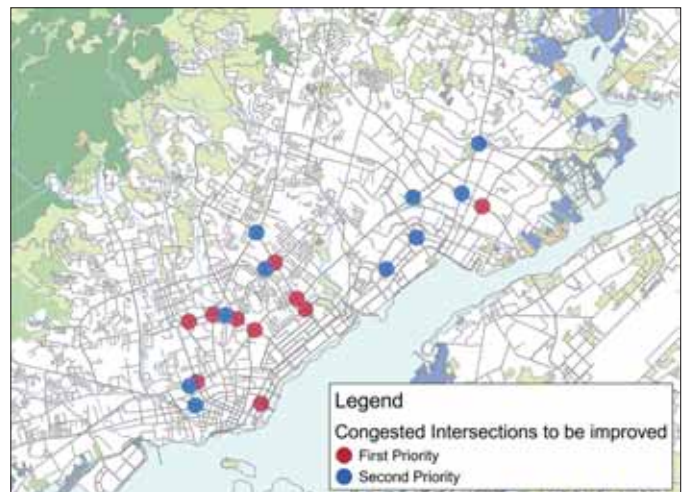 Legend
Congested Intersections to be improved
First Priority
Second Priority